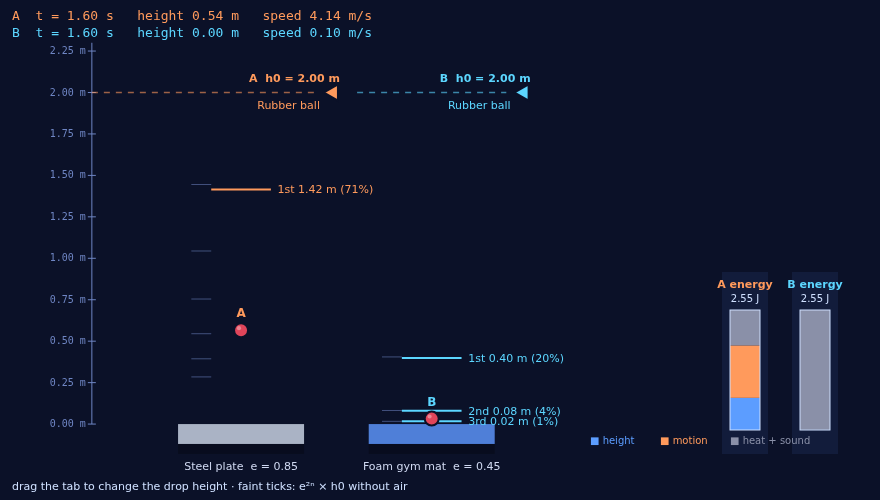 A  t = 1.60 s   height 0.54 m   speed 4.14 m/s
B  t = 1.60 s   height 0.00 m   speed 0.10 m/s
2.25 m
A  h0 = 2.00 m
B  h0 = 2.00 m
2.00 m
Rubber ball
Rubber ball
1.75 m
1.50 m
1st 1.42 m (71%)
1.25 m
1.00 m
A energy
B energy
2.55 J
2.55 J
0.75 m
A
0.50 m
1st 0.40 m (20%)
0.25 m
B
2nd 0.08 m (4%)
3rd 0.02 m (1%)
0.00 m
height
motion
heat + sound
Steel plate  e = 0.85
Foam gym mat  e = 0.45
drag the tab to change the drop height · faint ticks: e²ⁿ × h0 without air